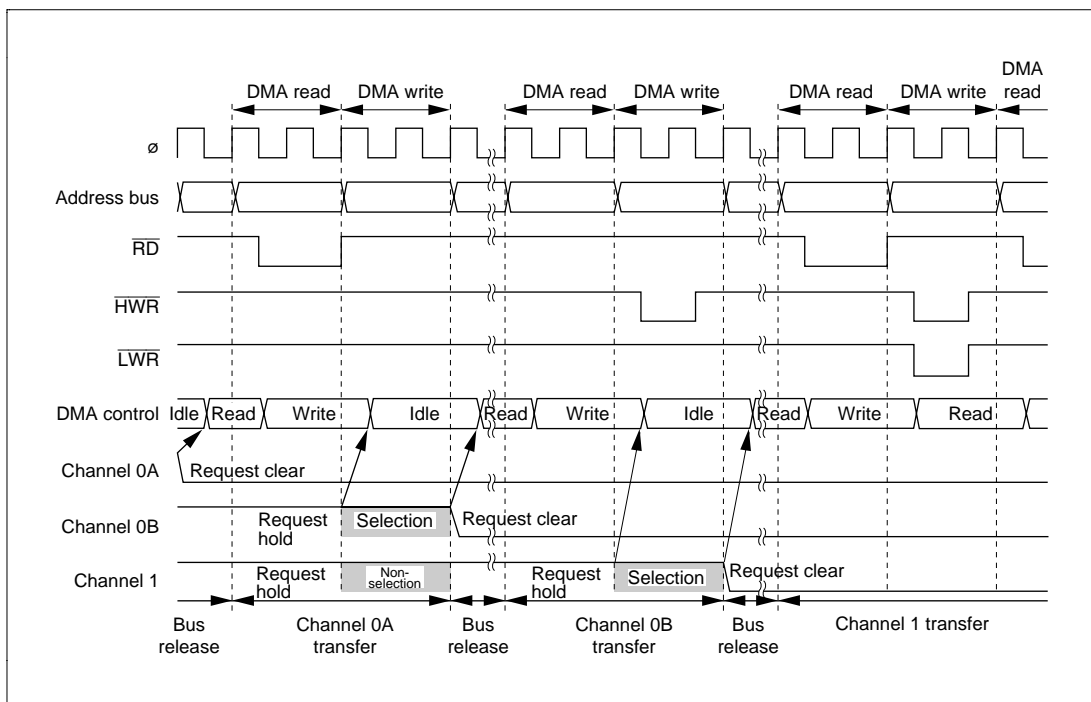 DMA read DMA write DMA read DMA write DMA read DMA write DMA
read
ø
Address bus
RD
HWR
LWR
DMA control Idle Read Write Idle Read Write Idle Read Write Read
Channel 0A Request clear
Channel 0B Request
hold Selection Request clear
Channel 1 Request
hold Non-
selection Request
hold Selection Request clear
Bus
release Channel 0A
transfer Bus
release Channel 0B
transfer Bus
release Channel 1 transfer